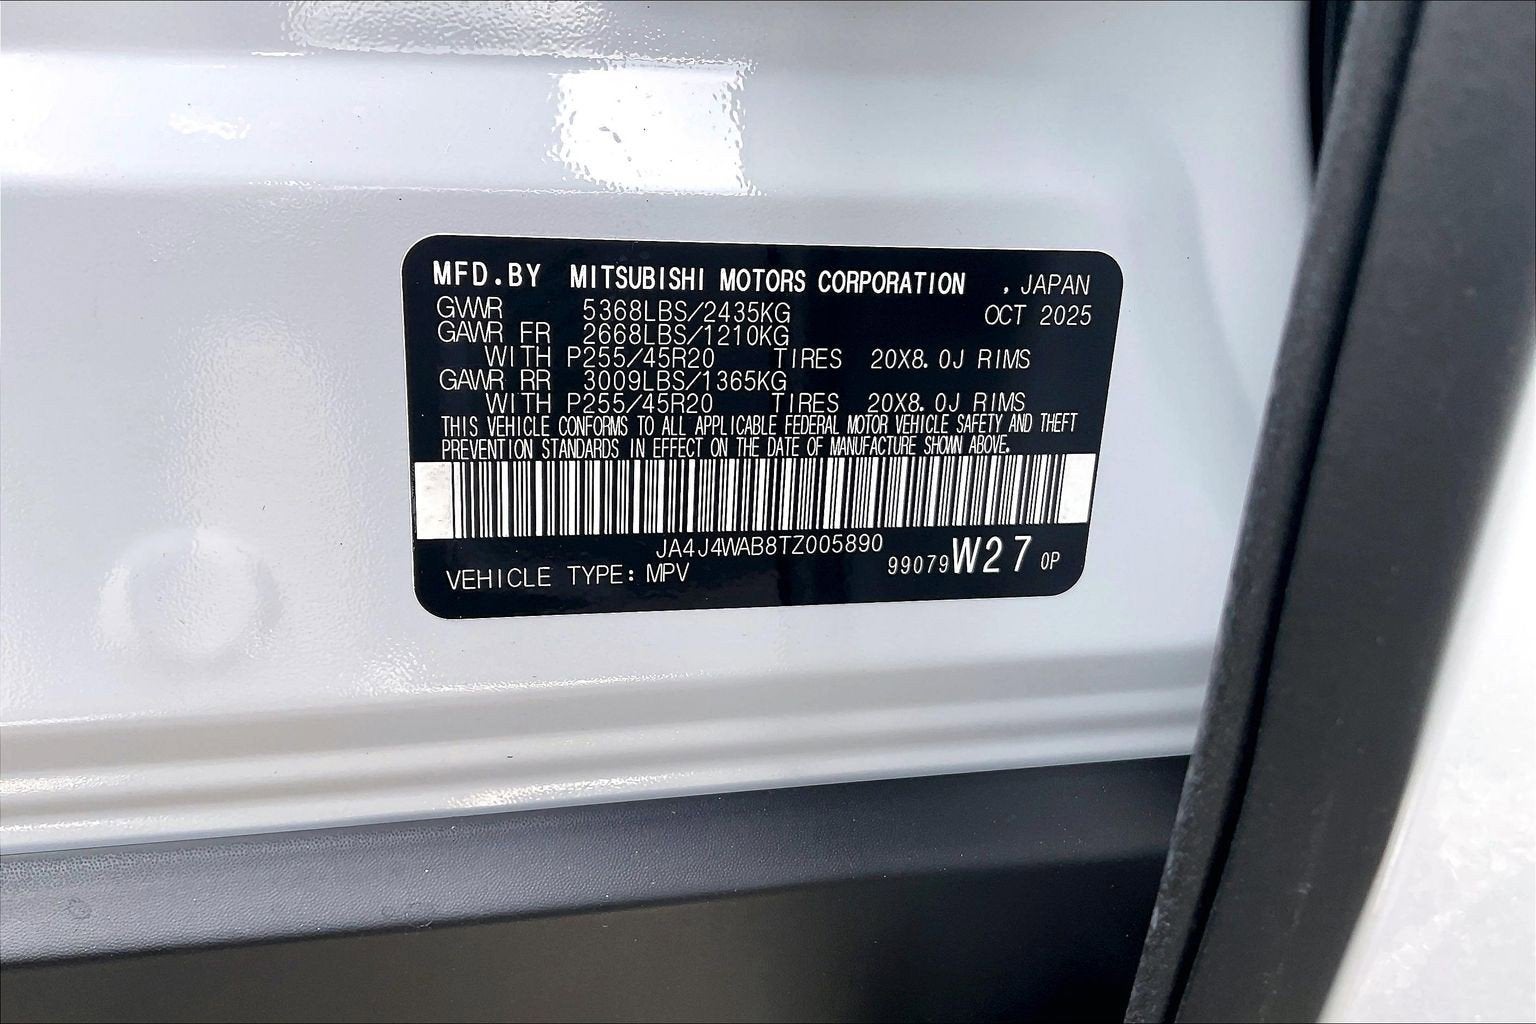 MFD.BY MITSUBISHI MOTORS CORPORATION , JAPAN
GVWR 5368LBS/2435KG OCT 2025
GAWR FR 2668LBS/1210KG
WITH P255/45R20 TIRES 20X8.0J RIMS
GAWR RR 3009LBS/1365KG
WITH P255/45R20 TIRES 20X8.0J RIMS
THIS VEHICLE CONFORMS TO ALL APPLICABLE FEDERAL MOTOR VEHICLE SAFETY AND THEFT
PREVENTION STANDARDS IN EFFECT ON THE DATE OF MANUFACTURE SHOWN ABOVE.
JA4J4WAB8TZ005890
VEHICLE TYPE: MPV 99079 W27 0P